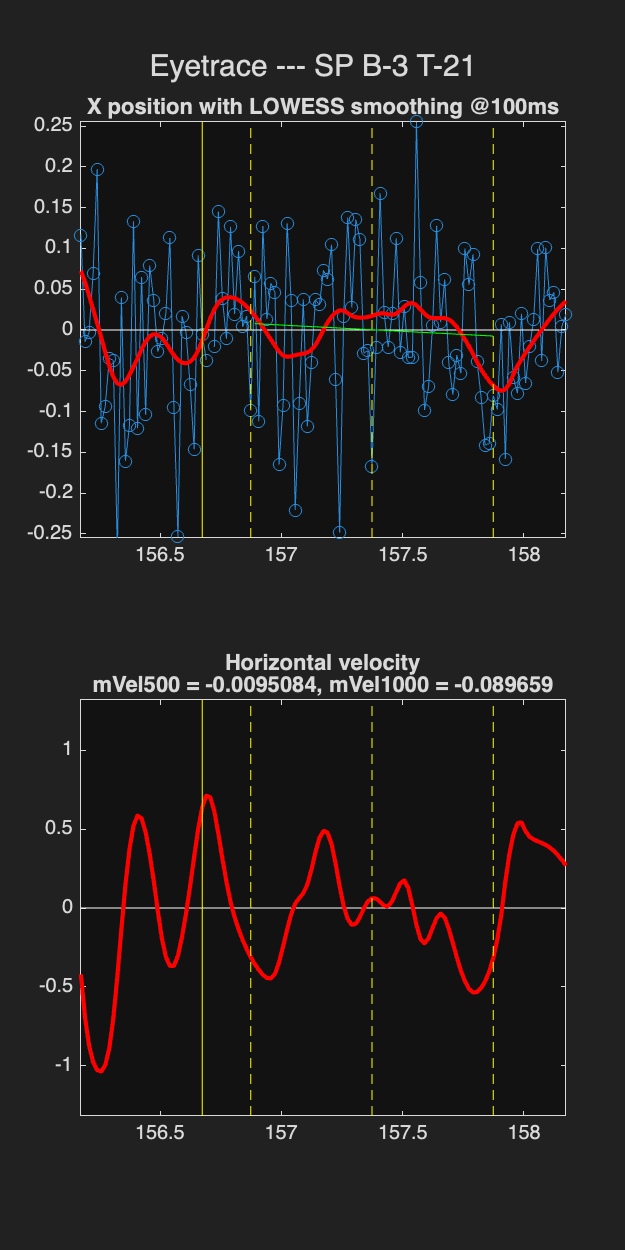 Eyetrace --- SP B-3 T-21
X position with LOWESS smoothing @100ms
0.25
0.2
0.15
0.1
0.05
0
-0.05
-0.1
-0.15
-0.2
-0.25
156.5 157 157.5 158
Horizontal velocity
mVel500 = -0.0095084, mVel1000 = -0.089659
1
0.5
0
-0.5
-1
156.5 157 157.5 158